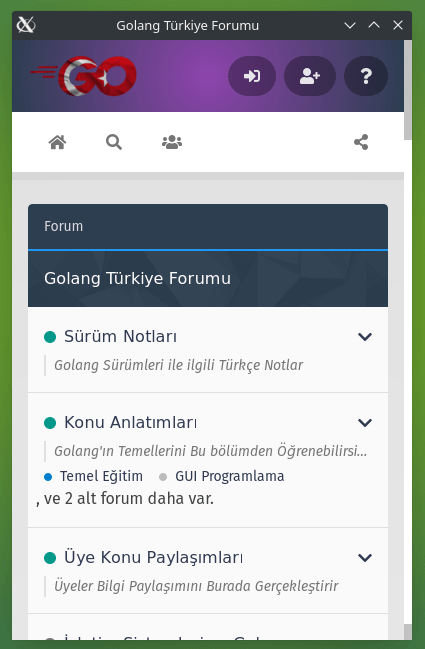 Golang Türkiye Forumu
GO
Forum
Golang Türkiye Forumu
Sürüm Notları
Golang Sürümleri ile ilgili Türkçe Notlar
Konu Anlatımları
Golang'ın Temellerini Bu bölümden Öğrenebilirsi...
Temel Eğitim GUI Programlama
, ve 2 alt forum daha var.
Üye Konu Paylaşımları
Üyeler Bilgi Paylaşımını Burada Gerçekleştirir